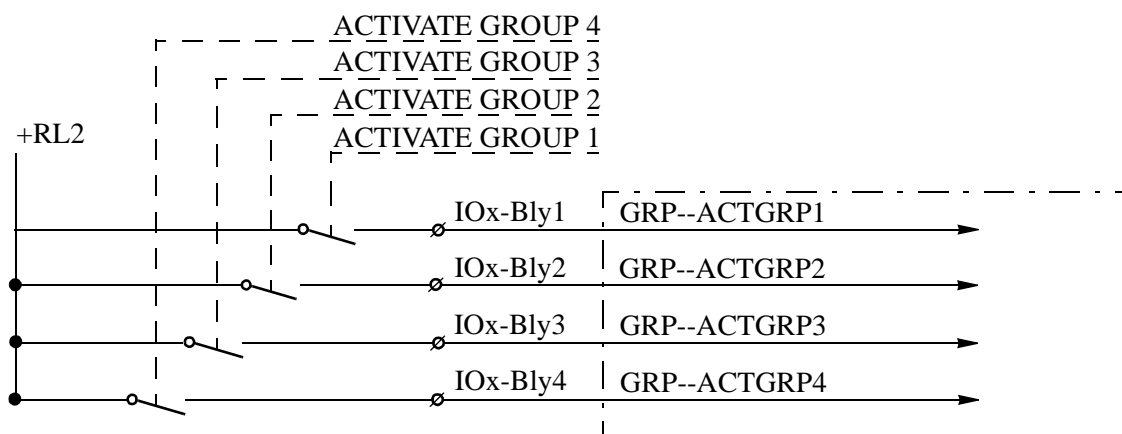 ACTIVATE GROUP 4
ACTIVATE GROUP 3
ACTIVATE GROUP 2
ACTIVATE GROUP 1
+RL2
IOx-Bly1 GRP--ACTGRP1
IOx-Bly2 GRP--ACTGRP2
IOx-Bly3 GRP--ACTGRP3
IOx-Bly4 GRP--ACTGRP4